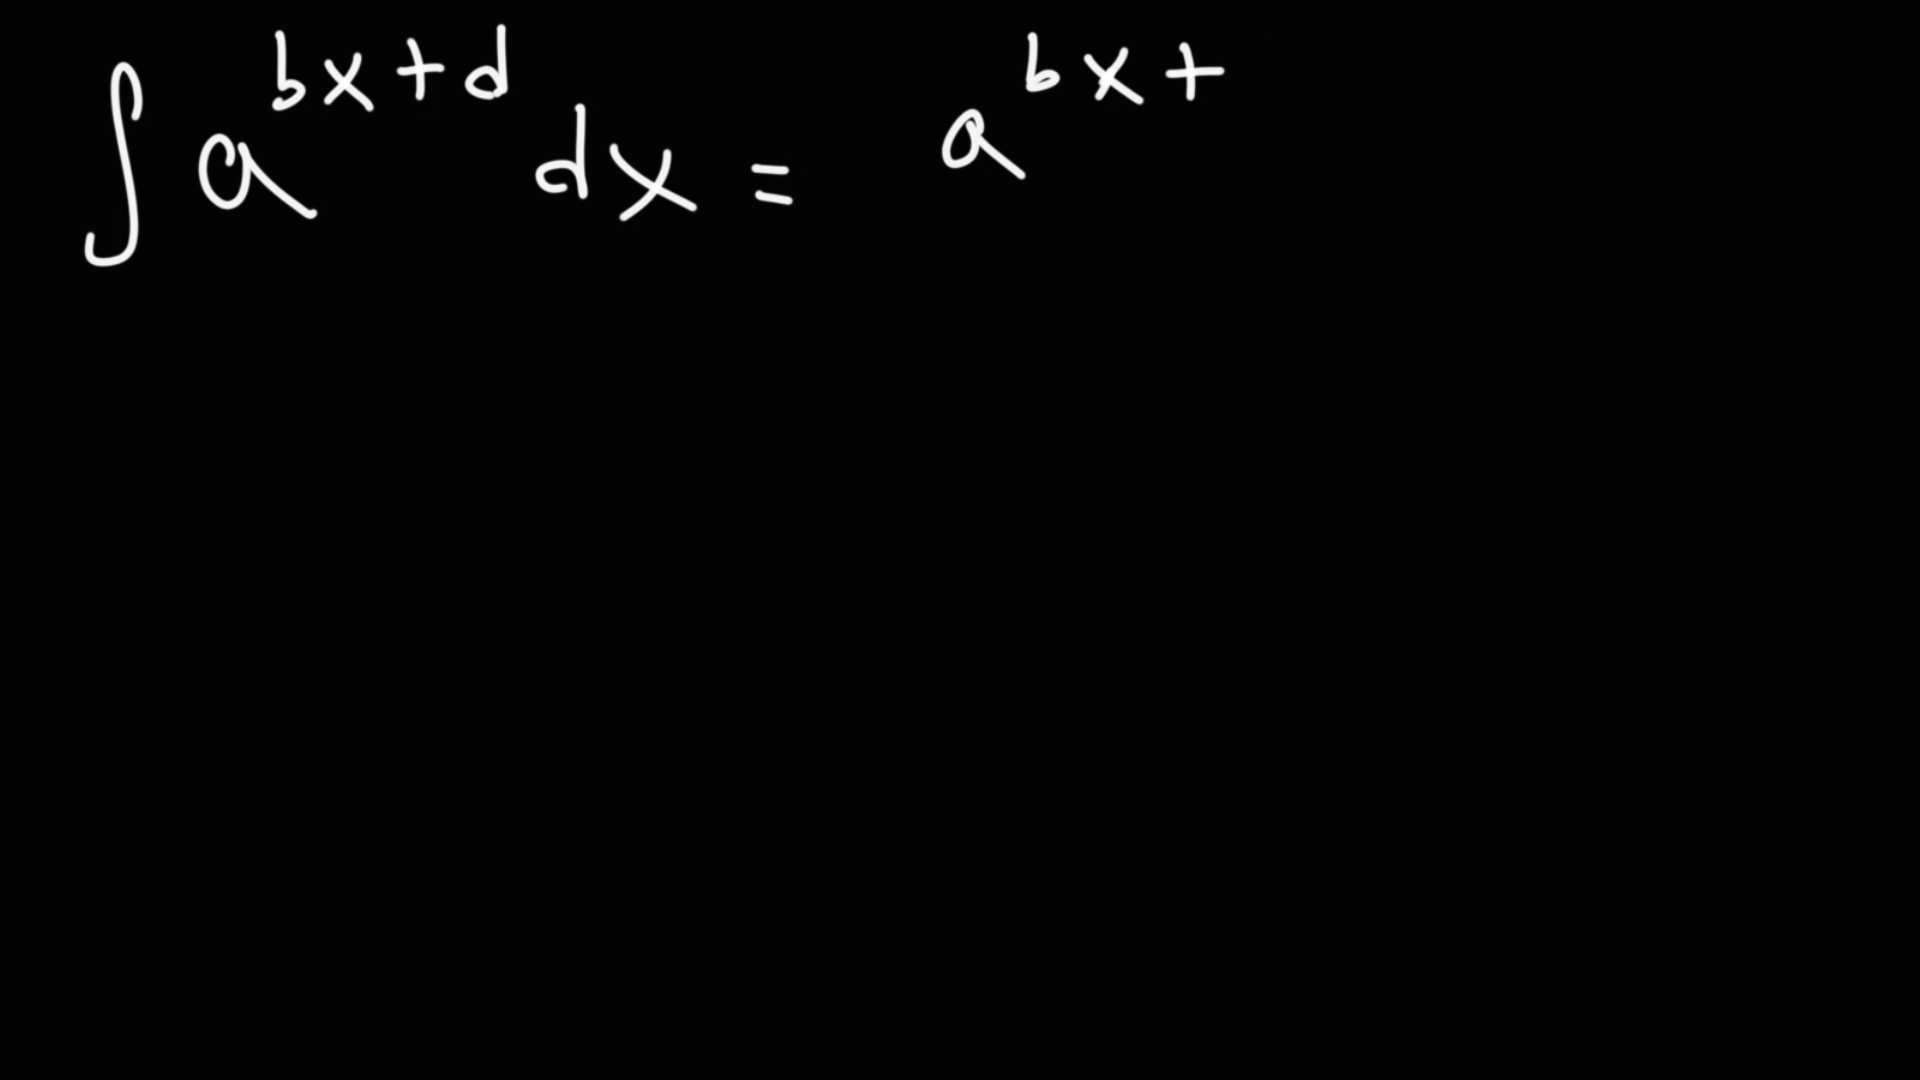 ∫ a^{bx+d} dx = a^{bx+